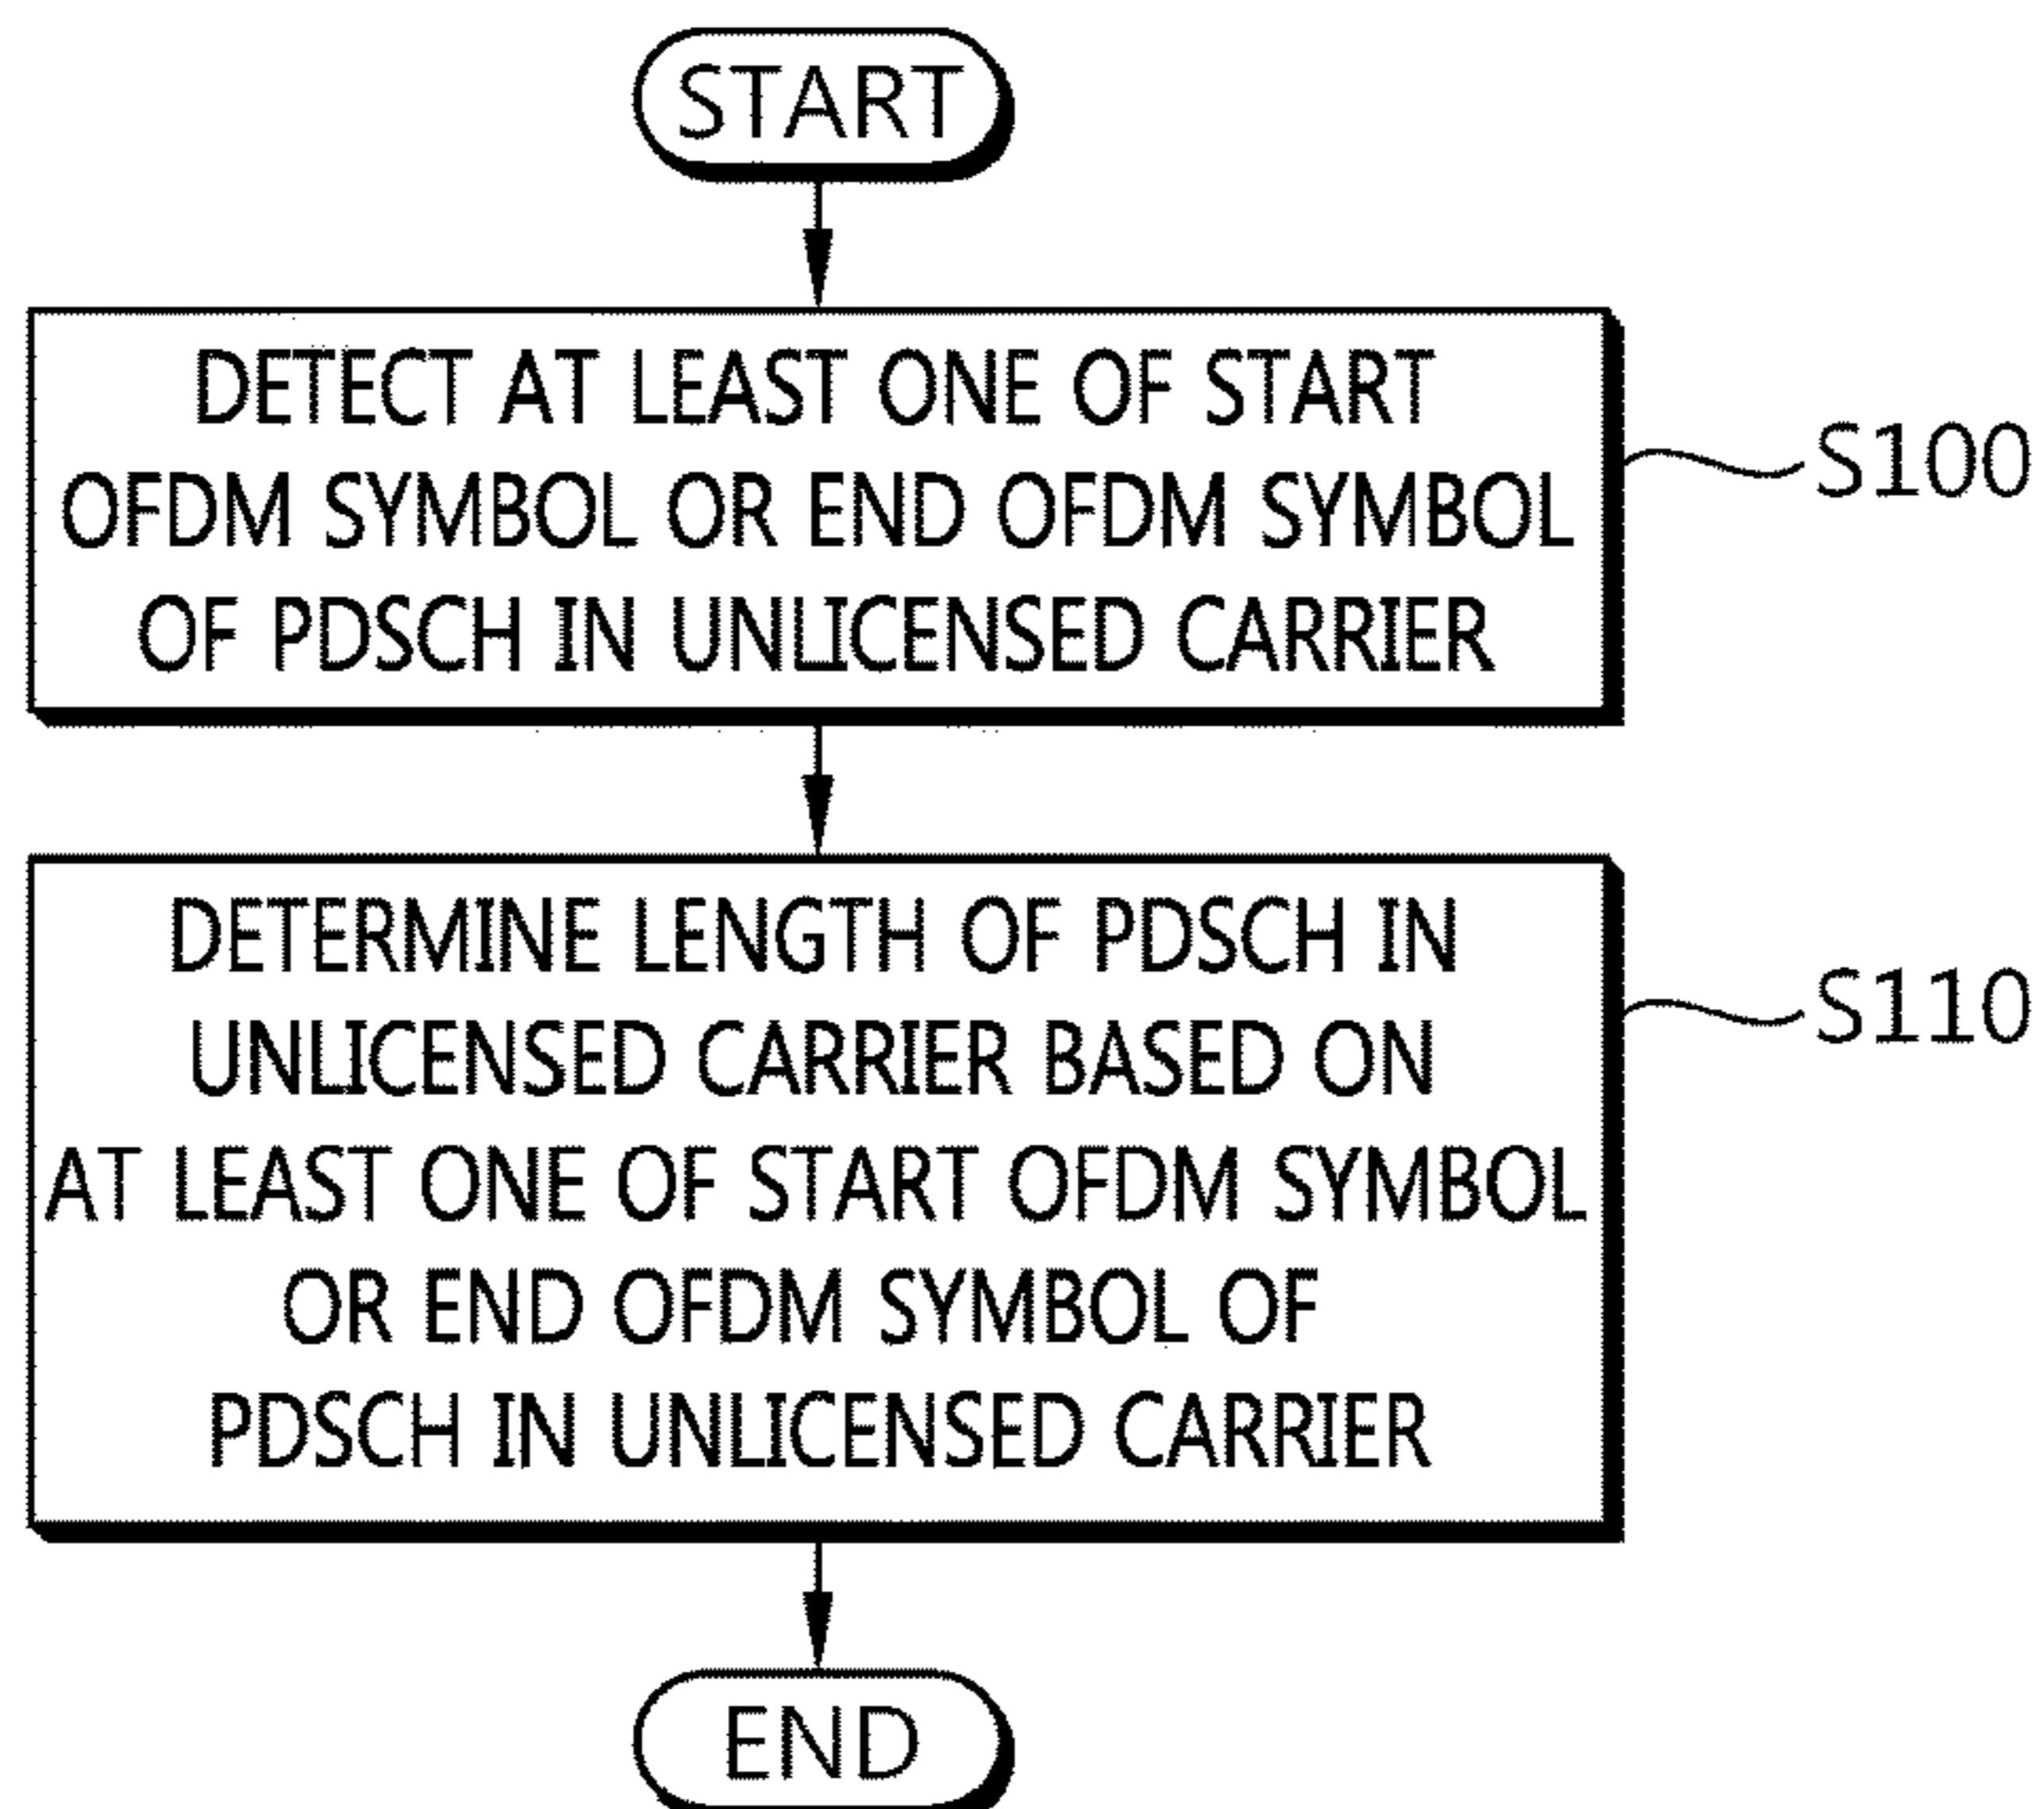 START
DETECT AT LEAST ONE OF START
OFDM SYMBOL OR END OFDM SYMBOL
OF PDSCH IN UNLICENSED CARRIER
S100
DETERMINE LENGTH OF PDSCH IN
UNLICENSED CARRIER BASED ON
AT LEAST ONE OF START OFDM SYMBOL
OR END OFDM SYMBOL OF
PDSCH IN UNLICENSED CARRIER
S110
END